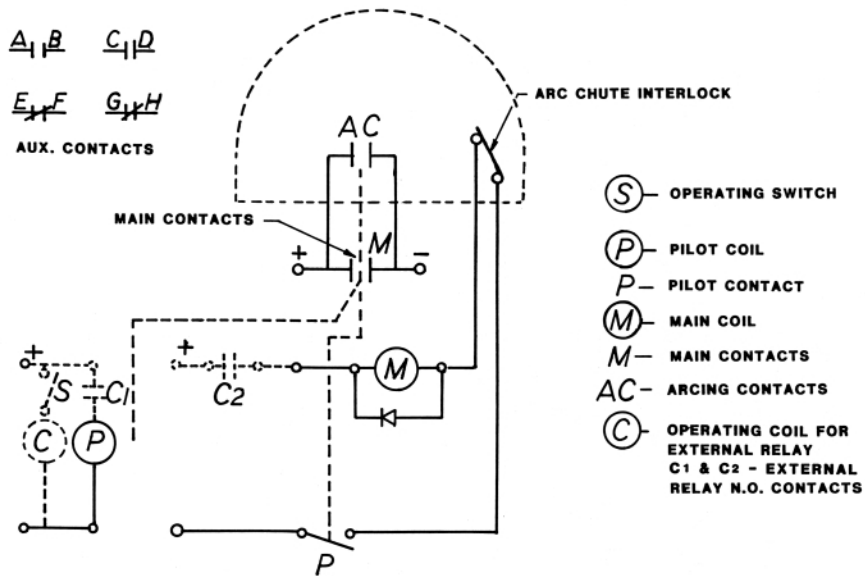 A B C D
E F G H
AUX. CONTACTS
ARC CHUTE INTERLOCK
AC
MAIN CONTACTS
M
+ −
+ +
S C1 C2 M
C P
P
S – OPERATING SWITCH
P – PILOT COIL
P – PILOT CONTACT
M – MAIN COIL
M – MAIN CONTACTS
AC – ARCING CONTACTS
C – OPERATING COIL FOR
EXTERNAL RELAY
C1 & C2 – EXTERNAL
RELAY N.O. CONTACTS